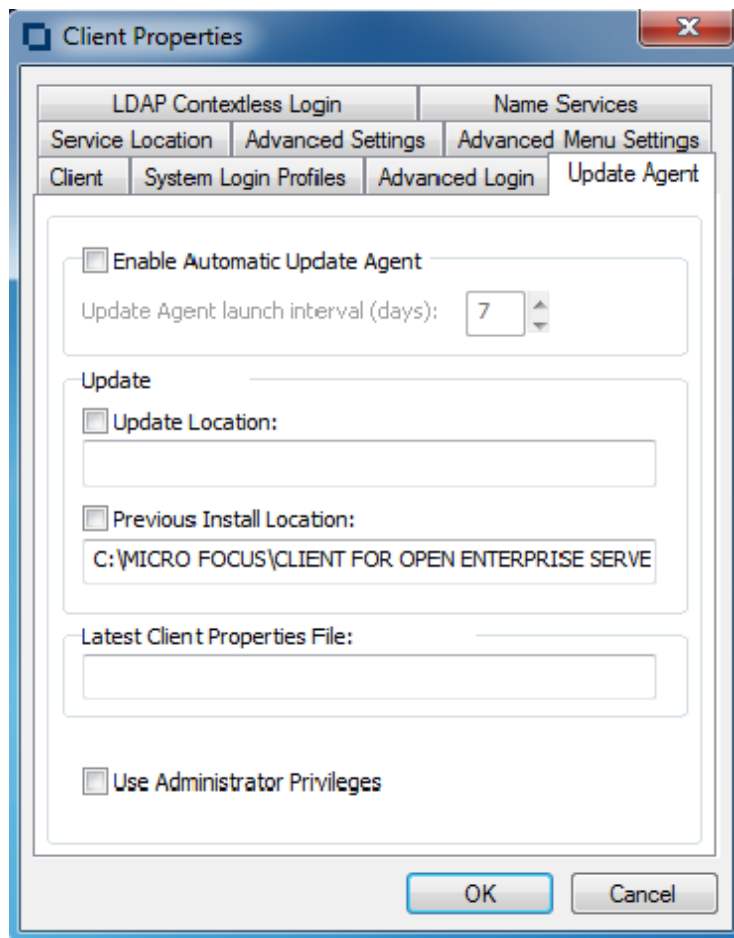 Client Properties
LDAP Contextless Login Name Services
Service Location Advanced Settings Advanced Menu Settings
Client System Login Profiles Advanced Login Update Agent
Enable Automatic Update Agent
Update Agent launch interval (days): 7
Update
Update Location:
Previous Install Location:
C:\MICRO FOCUS\CLIENT FOR OPEN ENTERPRISE SERVE
Latest Client Properties File:
Use Administrator Privileges
OK Cancel